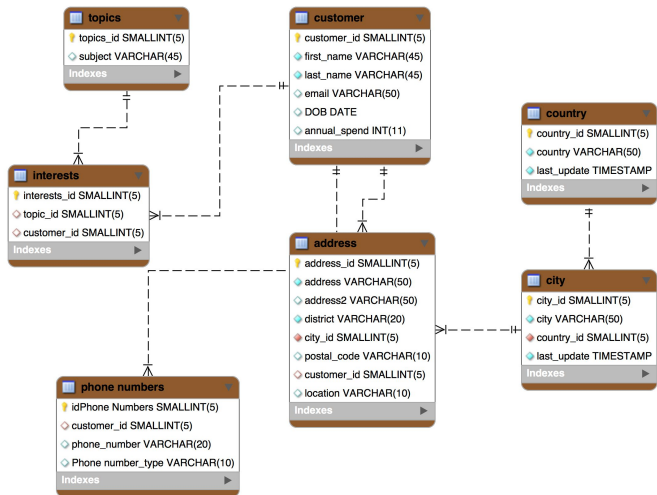 topics
topics_id SMALLINT(5)
subject VARCHAR(45)
Indexes
customer
customer_id SMALLINT(5)
first_name VARCHAR(45)
last_name VARCHAR(45)
email VARCHAR(50)
DOB DATE
annual_spend INT(11)
Indexes
country
country_id SMALLINT(5)
country VARCHAR(50)
last_update TIMESTAMP
Indexes
interests
interests_id SMALLINT(5)
topic_id SMALLINT(5)
customer_id SMALLINT(5)
Indexes
address
address_id SMALLINT(5)
address VARCHAR(50)
address2 VARCHAR(50)
district VARCHAR(20)
city_id SMALLINT(5)
postal_code VARCHAR(10)
customer_id SMALLINT(5)
location VARCHAR(10)
Indexes
city
city_id SMALLINT(5)
city VARCHAR(50)
country_id SMALLINT(5)
last_update TIMESTAMP
Indexes
phone numbers
idPhone Numbers SMALLINT(5)
customer_id SMALLINT(5)
phone_number VARCHAR(20)
Phone number_type VARCHAR(10)
Indexes